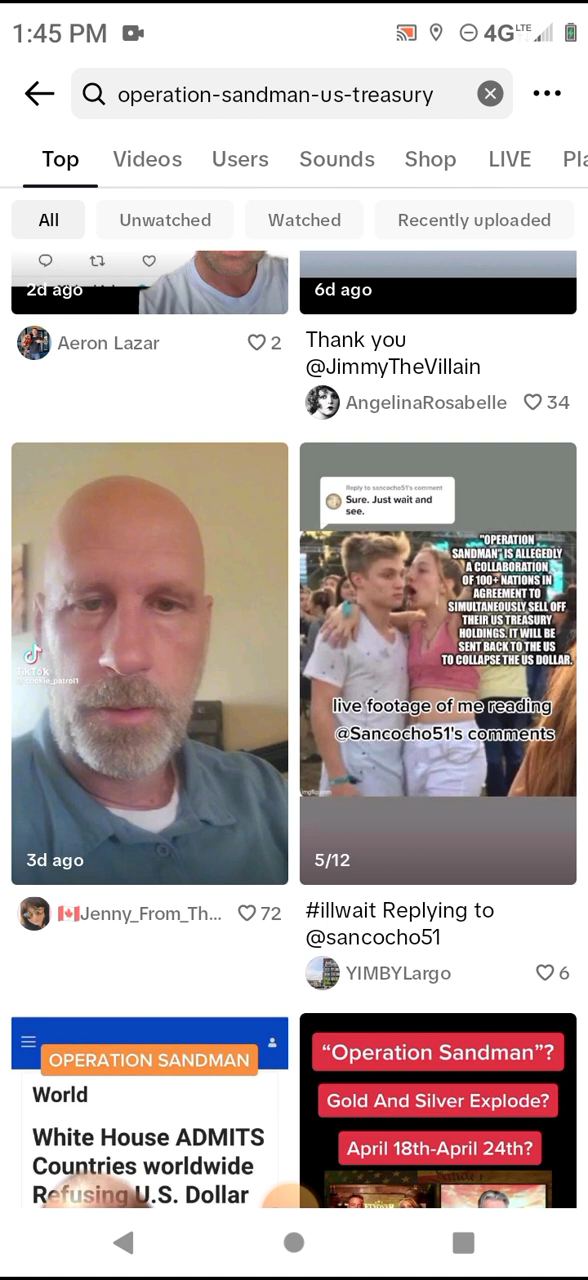 1:45 PM
4G LTE
operation-sandman-us-treasury
Top Videos Users Sounds Shop LIVE Pla
All Unwatched Watched Recently uploaded
2d ago
6d ago
Aeron Lazar 2
Thank you
@JimmyTheVillain
AngelinaRosabelle 34
TikTok
3d ago
Reply to sancocho51's comment
Sure. Just wait and
see.
"OPERATION
SANDMAN" IS ALLEGEDLY
A COLLABORATION
OF 100+ NATIONS IN
AGREEMENT TO
SIMULTANEOUSLY SELL OFF
THEIR US TREASURY
HOLDINGS. IT WILL BE
SENT BACK TO THE US
TO COLLAPSE THE US DOLLAR.
live footage of me reading
@Sancocho51's comments
imgflip.com
5/12
🇨🇦Jenny_From_Th... 72
#illwait Replying to
@sancocho51
YIMBYLargo 6
OPERATION SANDMAN
World
White House ADMITS
Countries worldwide
Refusing U.S. Dollar
"Operation Sandman"?
Gold And Silver Explode?
April 18th-April 24th?